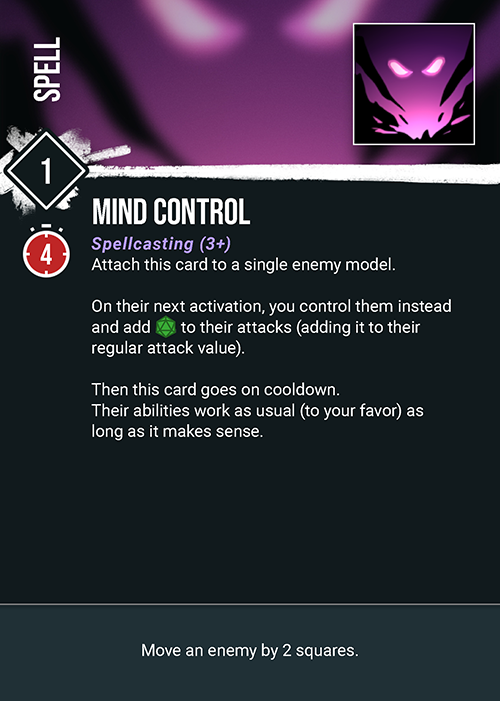 SPELL
1
MIND CONTROL
4
Spellcasting (3+)
Attach this card to a single enemy model.
On their next activation, you control them instead
and add to their attacks (adding it to their
regular attack value).
Then this card goes on cooldown.
Their abilities work as usual (to your favor) as
long as it makes sense.
Move an enemy by 2 squares.